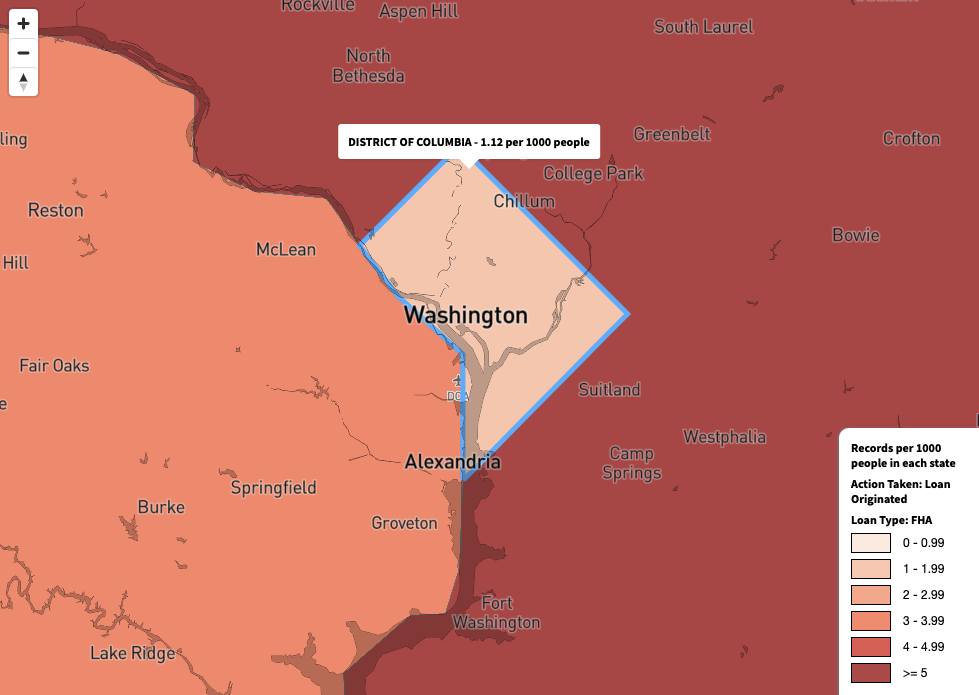 Rockville
Aspen Hill
South Laurel
North
Bethesda
ling
DISTRICT OF COLUMBIA - 1.12 per 1000 people
Greenbelt
Crofton
College Park
Chillum
Reston
McLean
Bowie
Hill
Washington
Fair Oaks
DCA
Suitland
e
Westphalia
Camp
Springs
Alexandria
Springfield
Burke
Groveton
Fort
Washington
Lake Ridge
Records per 1000
people in each state
Action Taken: Loan
Originated
Loan Type: FHA
0 - 0.99
1 - 1.99
2 - 2.99
3 - 3.99
4 - 4.99
>= 5